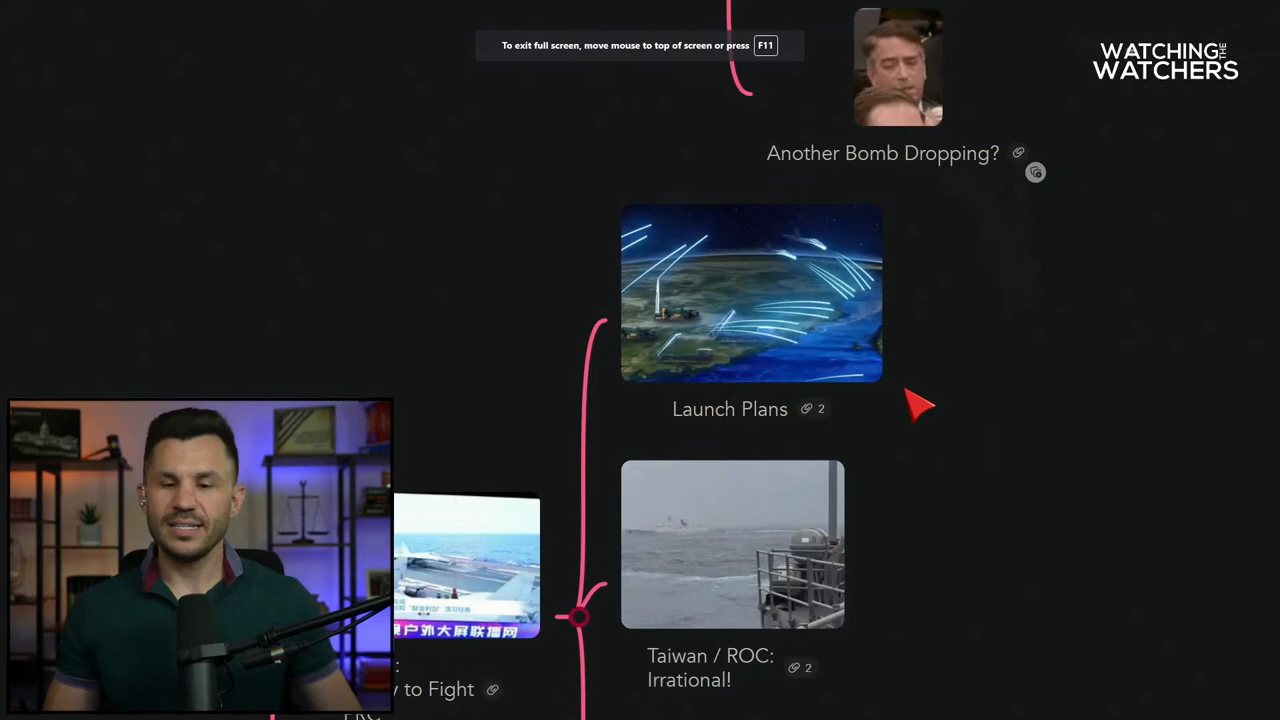 To exit full screen, move mouse to top of screen or press F11
WATCHING THE
WATCHERS
Another Bomb Dropping?
Launch Plans 2
户外大屏联播网
Taiwan / ROC:
Irrational! 2
:
y to Fight
PRC